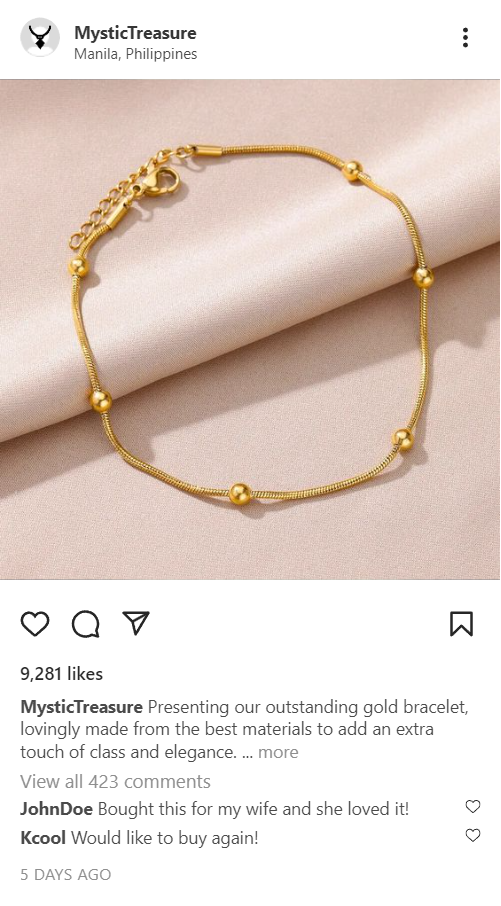 MysticTreasure
Manila, Philippines
9,281 likes
MysticTreasure Presenting our outstanding gold bracelet,
lovingly made from the best materials to add an extra
touch of class and elegance. ... more
View all 423 comments
JohnDoe Bought this for my wife and she loved it!
Kcool Would like to buy again!
5 DAYS AGO